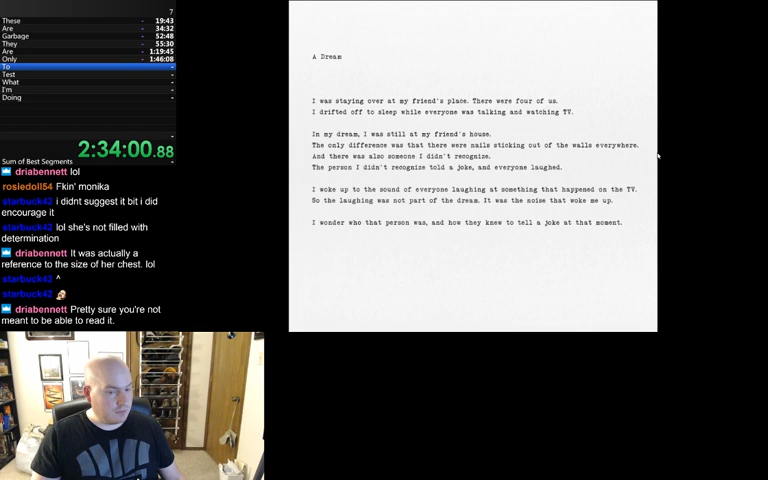 7
These - 19:43
Are - 34:32
Garbage - 52:48
They - 55:30
Are - 1:19:45
Only - 1:46:08
To -
Test -
What -
I'm -
Doing -
-
2:34:00.88
Sum of Best Segments -
driabennett lol
rosiedoll54 Fkin' monika
starbuck42 i didnt suggest it bit i did
encourage it
starbuck42 lol she's not filled with
determination
driabennett It was actually a
reference to the size of her chest. lol
starbuck42 ^
starbuck42
driabennett Pretty sure you're not
meant to be able to read it.
A Dream
I was staying over at my friend's place. There were four of us.
I drifted off to sleep while everyone was talking and watching TV.
In my dream, I was still at my friend's house.
The only difference was that there were nails sticking out of the walls everywhere.
And there was also someone I didn't recognize.
The person I didn't recognize told a joke, and everyone laughed.
I woke up to the sound of everyone laughing at something that happened on the TV.
So the laughing was not part of the dream. It was the noise that woke me up.
I wonder who that person was, and how they knew to tell a joke at that moment.